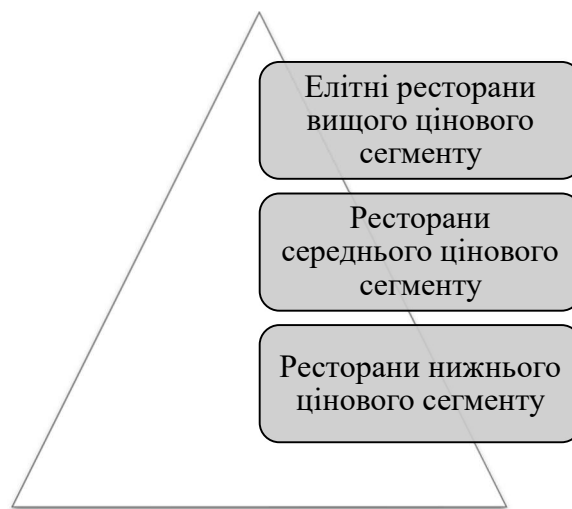 Елітні ресторани
вищого цінового
сегменту
Ресторани
середнього цінового
сегменту
Ресторани нижнього
цінового сегменту